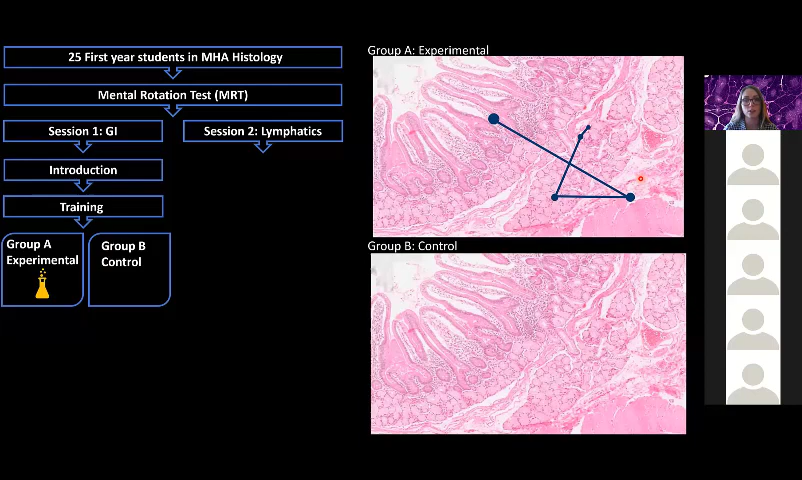 25 First year students in MHA Histology
Mental Rotation Test (MRT)
Session 1: GI
Session 2: Lymphatics
Introduction
Training
Group A
Experimental
Group B
Control
Group A: Experimental
Group B: Control